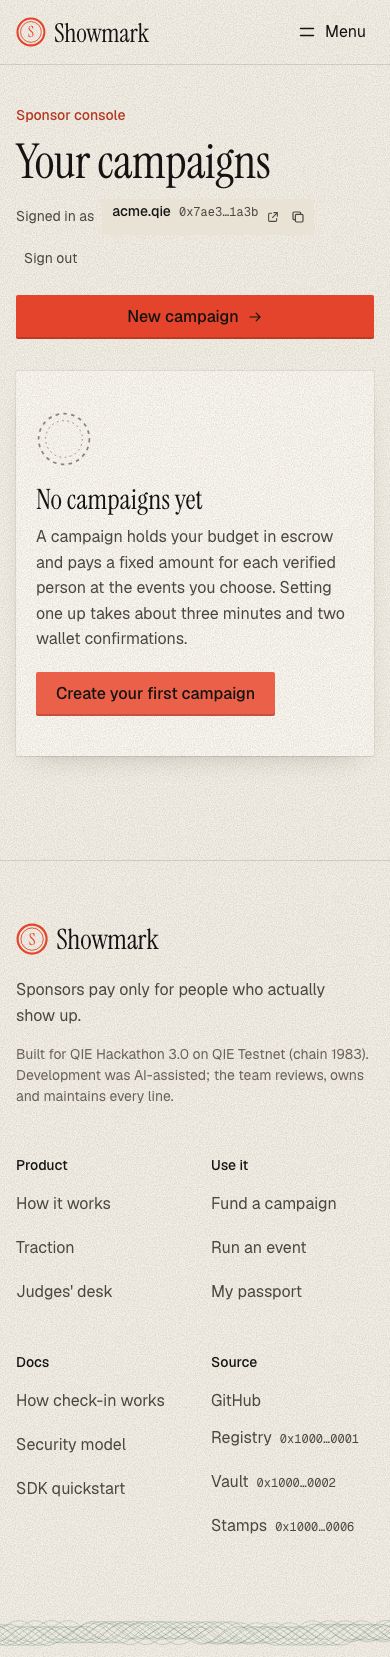 S Showmark
Menu
Sponsor console
Your campaigns
Signed in as acme.qie 0x7ae3…1a3b
Sign out
New campaign →
No campaigns yet
A campaign holds your budget in escrow
and pays a fixed amount for each verified
person at the events you choose. Setting
one up takes about three minutes and two
wallet confirmations.
Create your first campaign
S Showmark
Sponsors pay only for people who actually
show up.
Built for QIE Hackathon 3.0 on QIE Testnet (chain 1983).
Development was AI-assisted; the team reviews, owns
and maintains every line.
Product
How it works
Traction
Judges' desk
Use it
Fund a campaign
Run an event
My passport
Docs
How check-in works
Security model
SDK quickstart
Source
GitHub
Registry 0x1000…0001
Vault 0x1000…0002
Stamps 0x1000…0006